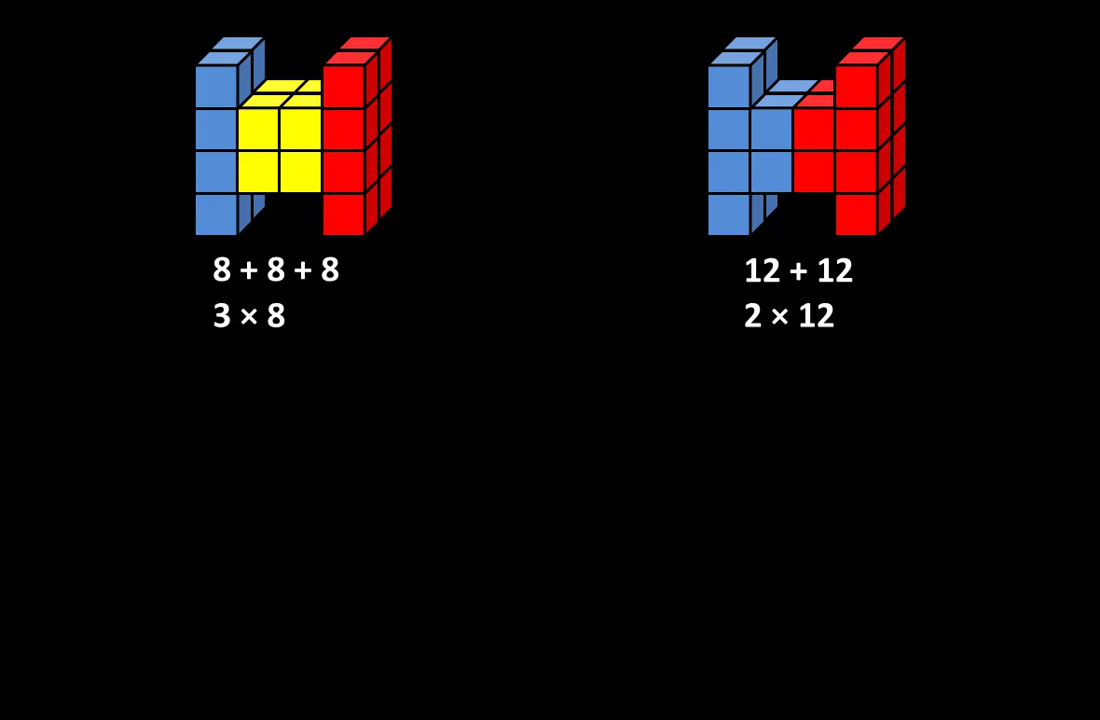 8 + 8 + 8
3 × 8
12 + 12
2 × 12